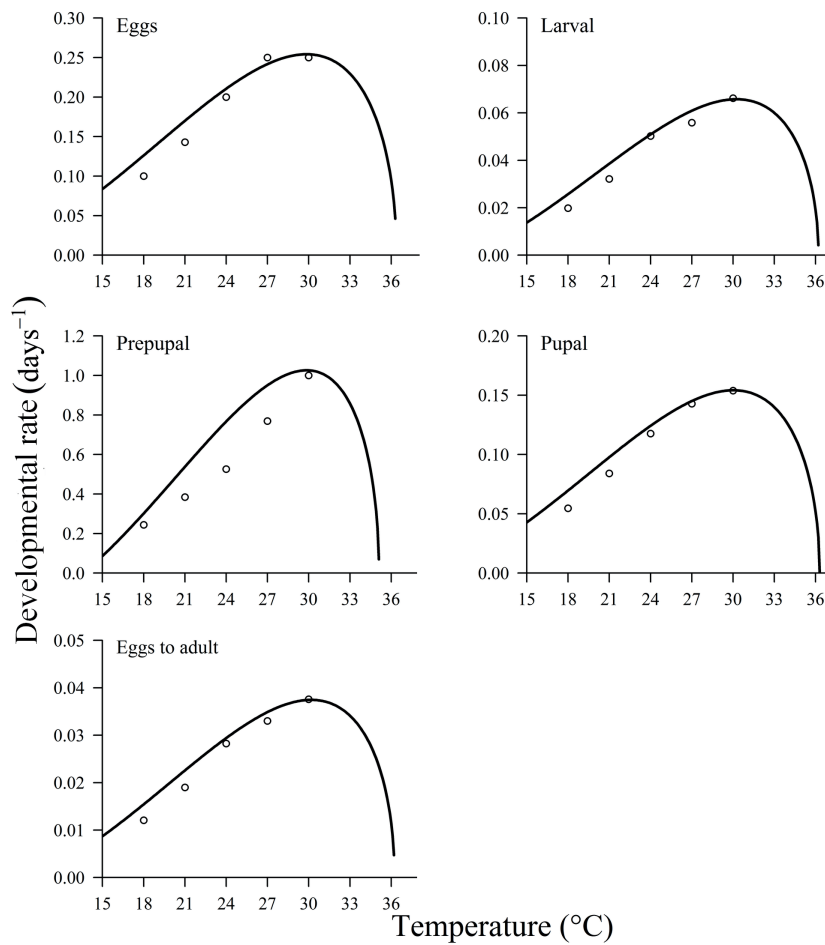 Eggs
0.30
0.25
0.20
0.15
0.10
0.05
0.00
15 18 21 24 27 30 33 36
Larval
0.10
0.08
0.06
0.04
0.02
0.00
15 18 21 24 27 30 33 36
Prepupal
1.2
1.0
0.8
0.6
0.4
0.2
0.0
15 18 21 24 27 30 33 36
Pupal
0.20
0.15
0.10
0.05
0.00
15 18 21 24 27 30 33 36
Eggs to adult
0.05
0.04
0.03
0.02
0.01
0.00
15 18 21 24 27 30 33 36
Developmental rate (days⁻¹)
Temperature (°C)